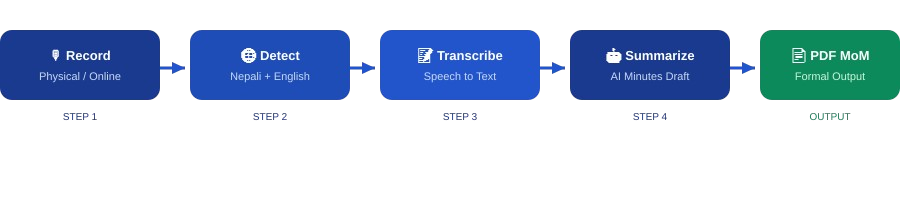 🎙 Record
Physical / Online
STEP 1
🌐 Detect
Nepali + English
STEP 2
📝 Transcribe
Speech to Text
STEP 3
🤖 Summarize
AI Minutes Draft
STEP 4
📄 PDF MoM
Formal Output
OUTPUT